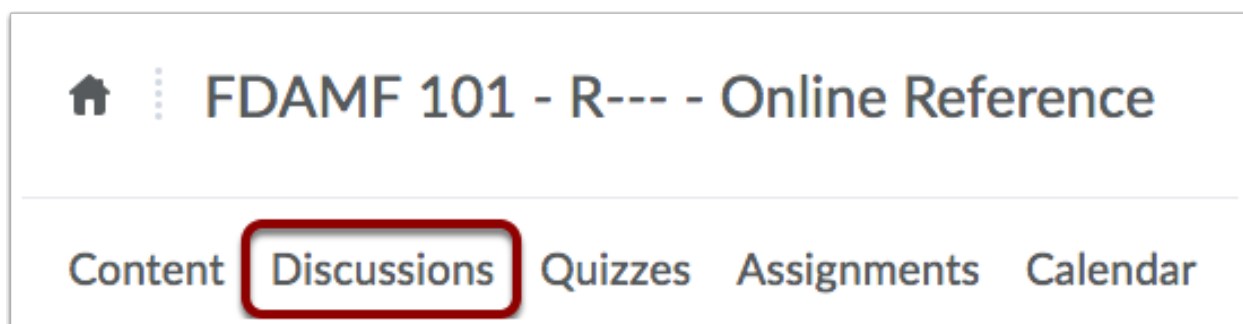 FDAMF 101 - R--- - Online Reference
Content Discussions Quizzes Assignments Calendar